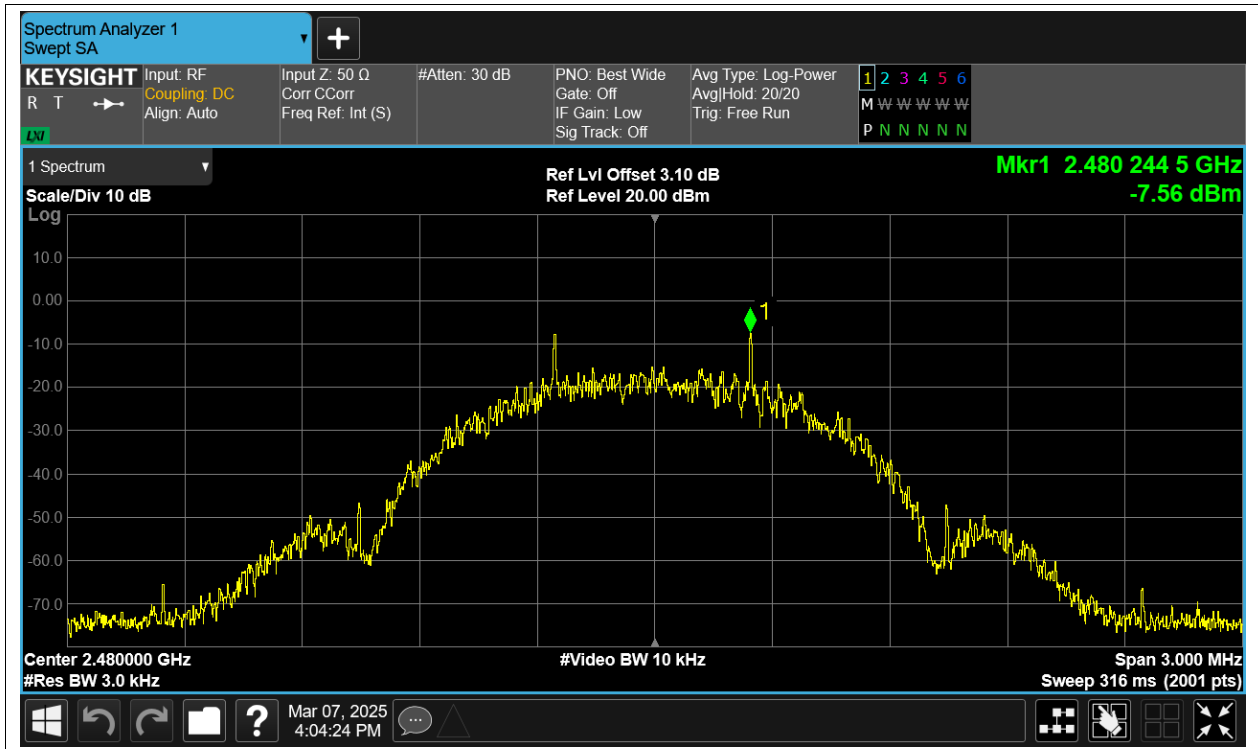 Spectrum Analyzer 1
Swept SA
+
KEYSIGHT
R T
LXI
Input: RF
Coupling: DC
Align: Auto
Input Z: 50 Ω
Corr CCorr
Freq Ref: Int (S)
#Atten: 30 dB
PNO: Best Wide
Gate: Off
IF Gain: Low
Sig Track: Off
Avg Type: Log-Power
Avg|Hold: 20/20
Trig: Free Run
1 2 3 4 5 6
M W W W W W
P N N N N N
1 Spectrum
Scale/Div 10 dB
Log
Ref Lvl Offset 3.10 dB
Ref Level 20.00 dBm
Mkr1 2.480 244 5 GHz
-7.56 dBm
1
10.0
0.00
-10.0
-20.0
-30.0
-40.0
-50.0
-60.0
-70.0
Center 2.480000 GHz
#Res BW 3.0 kHz
#Video BW 10 kHz
Span 3.000 MHz
Sweep 316 ms (2001 pts)
?
Mar 07, 2025
4:04:24 PM